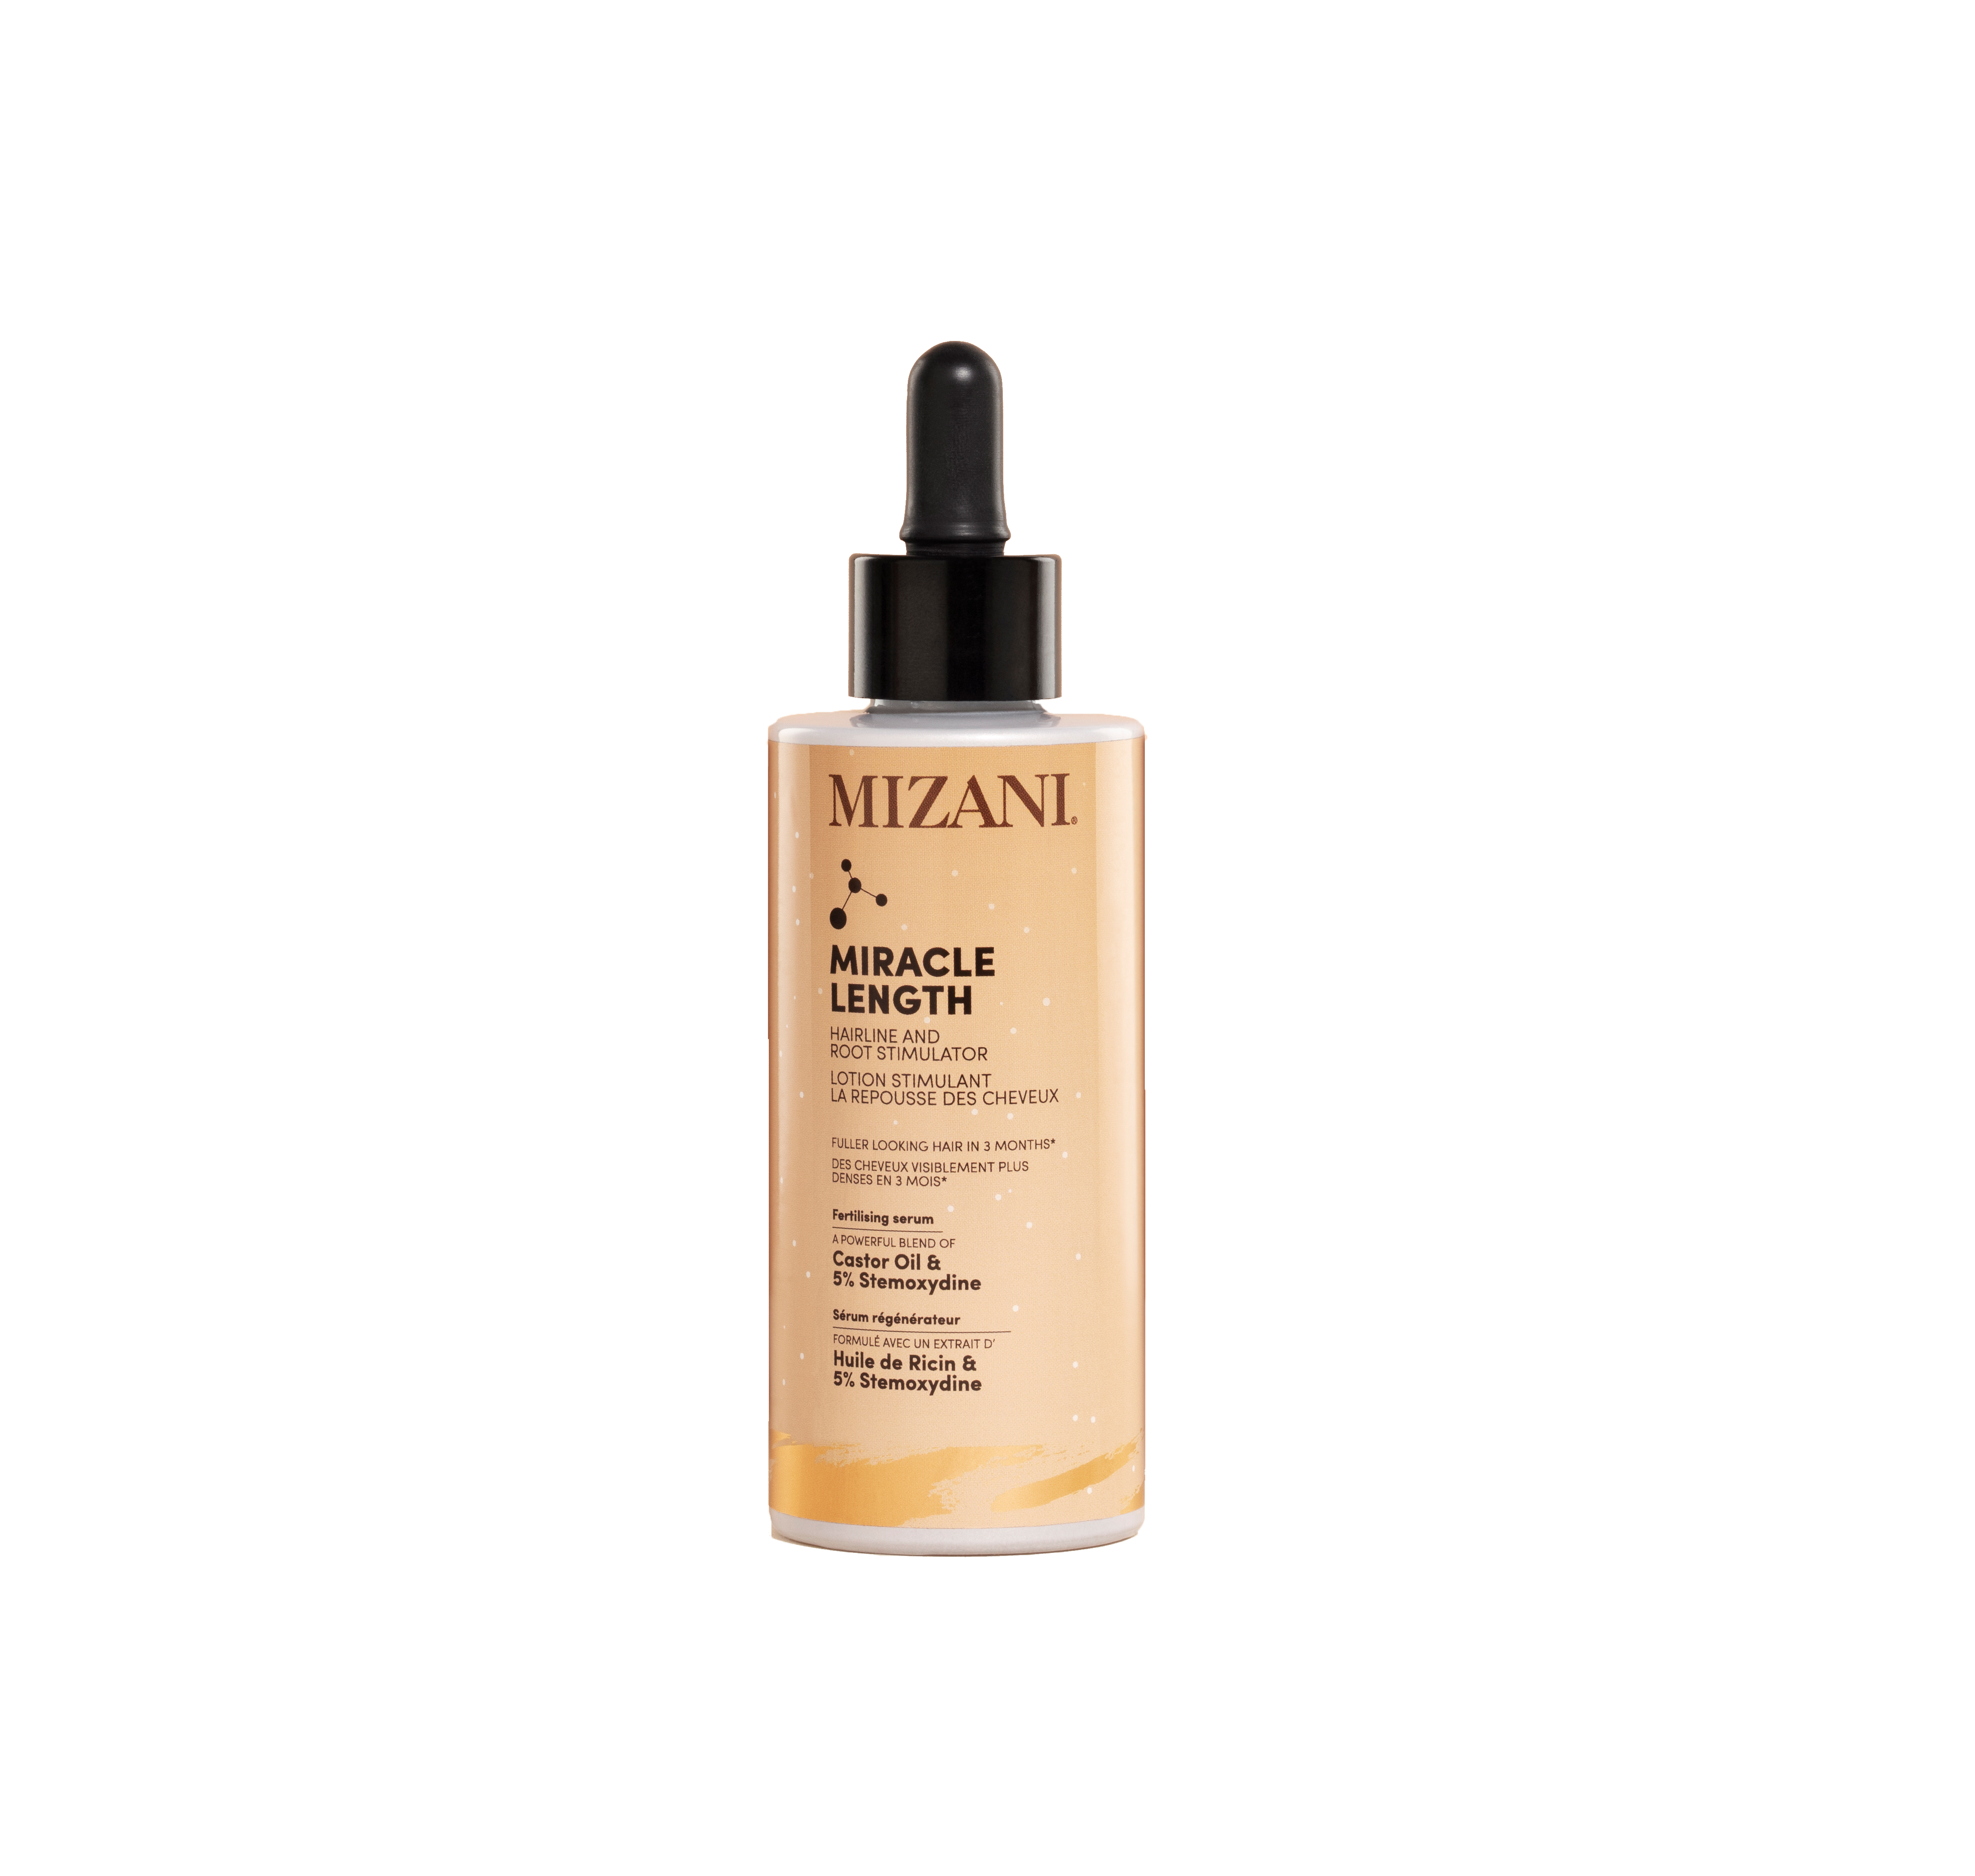 MIZANI®
MIRACLE
LENGTH
HAIRLINE AND
ROOT STIMULATOR
LOTION STIMULANT
LA REPOUSSE DES CHEVEUX
FULLER LOOKING HAIR IN 3 MONTHS*
DES CHEVEUX VISIBLEMENT PLUS
DENSES EN 3 MOIS*
Fertilising serum
A POWERFUL BLEND OF
Castor Oil &
5% Stemoxydine
Sérum régénérateur
FORMULÉ AVEC UN EXTRAIT D'
Huile de Ricin &
5% Stemoxydine